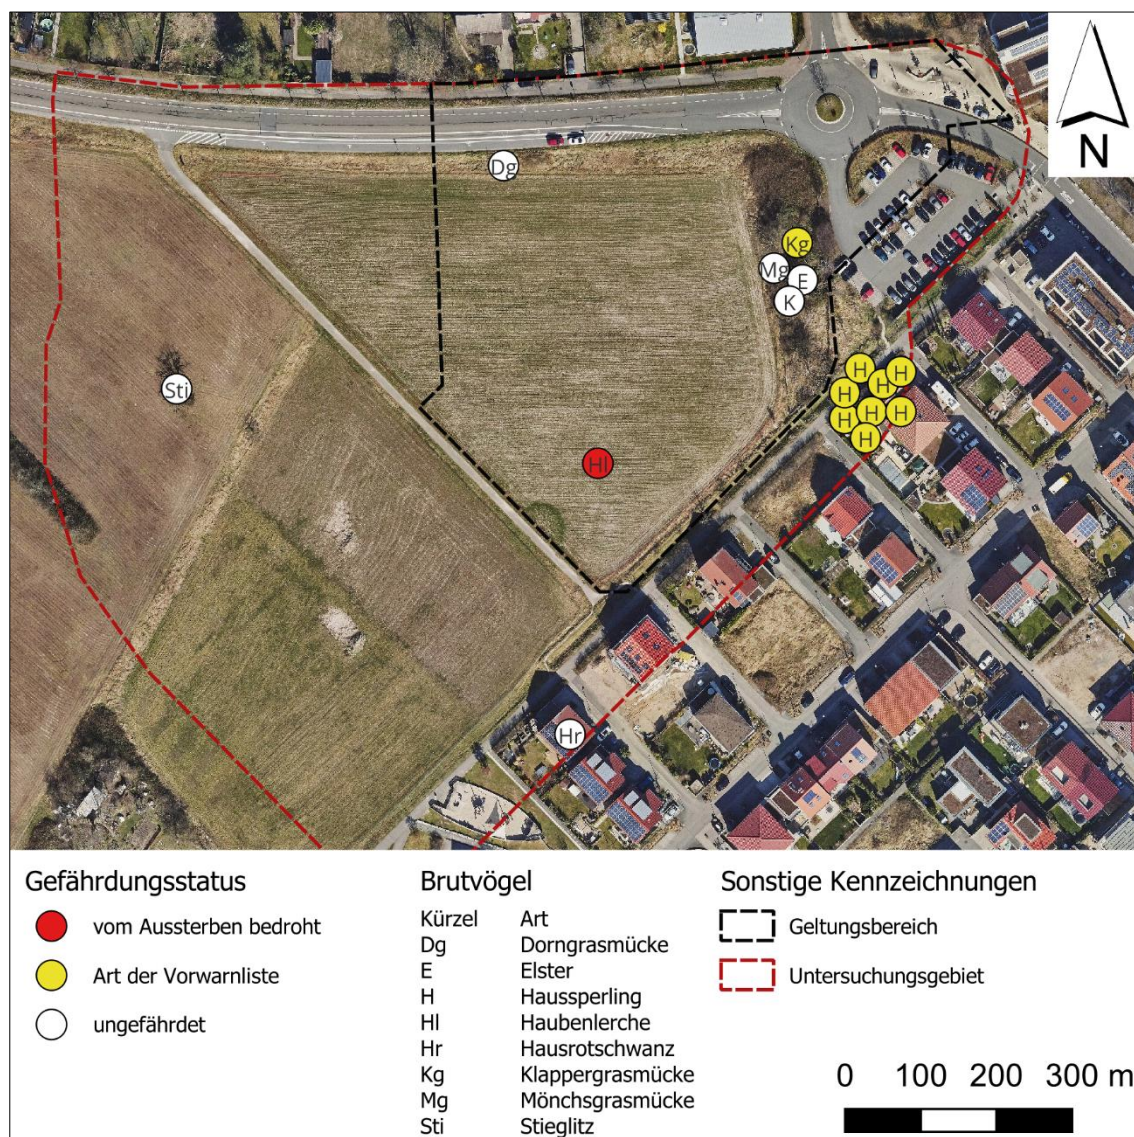 N
Dg
Kg
Mg
E
K
H
H
H
H
H
H
H
H
Sti
Hl
Hr
Gefährdungsstatus
vom Aussterben bedroht
Art der Vorwarnliste
ungefährdet
Brutvögel
Kürzel Art
Dg Dorngrasmücke
E Elster
H Haussperling
Hl Haubenlerche
Hr Hausrotschwanz
Kg Klappergrasmücke
Mg Mönchsgrasmücke
Sti Stieglitz
Sonstige Kennzeichnungen
Geltungsbereich
Untersuchungsgebiet
0 100 200 300 m